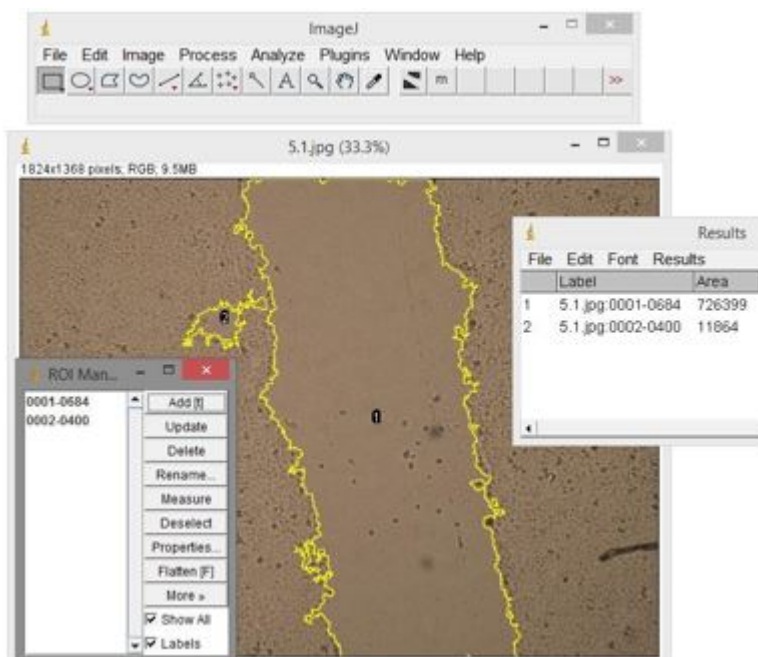 ImageJ
File Edit Image Process Analyze Plugins Window Help
A m >>
5.1.jpg (33.3%)
1824x1368 pixels; RGB; 9.5MB
Results
File Edit Font Results
Label Area
1 5.1.jpg:0001-0684 726399
2 5.1.jpg:0002-0400 11864
2
1
ROI Man...
0001-0684
0002-0400
Add [t]
Update
Delete
Rename...
Measure
Deselect
Properties...
Flatten [F]
More »
Show All
Labels